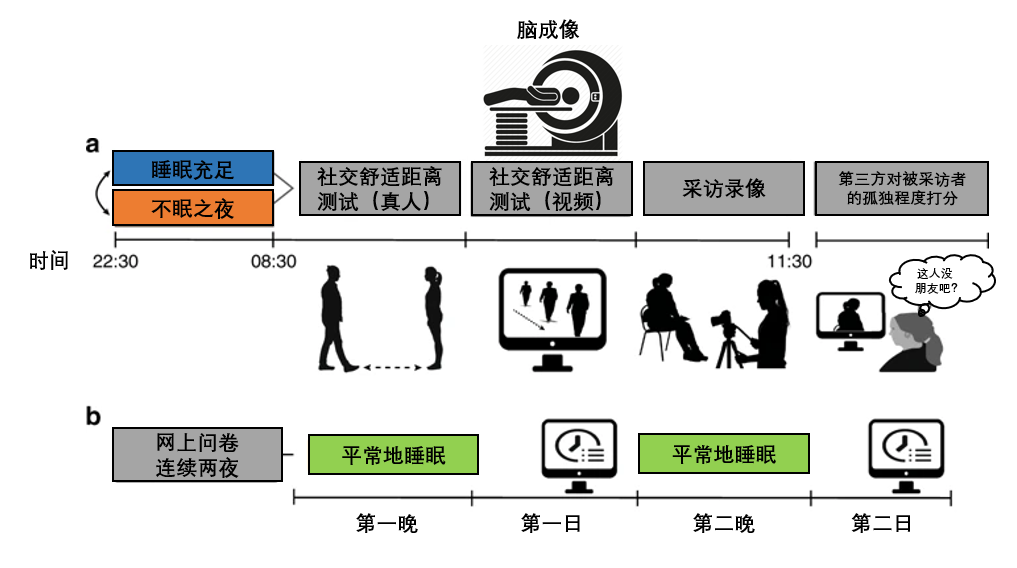 脑成像
a
睡眠充足
不眠之夜
社交舒适距离
测试（真人）
社交舒适距离
测试（视频）
采访录像
第三方对被采访者
的孤独程度打分
时间
22:30
08:30
11:30
这人没
朋友吧?
b
网上问卷
连续两夜
平常地睡眠
平常地睡眠
第一晚
第一日
第二晚
第二日